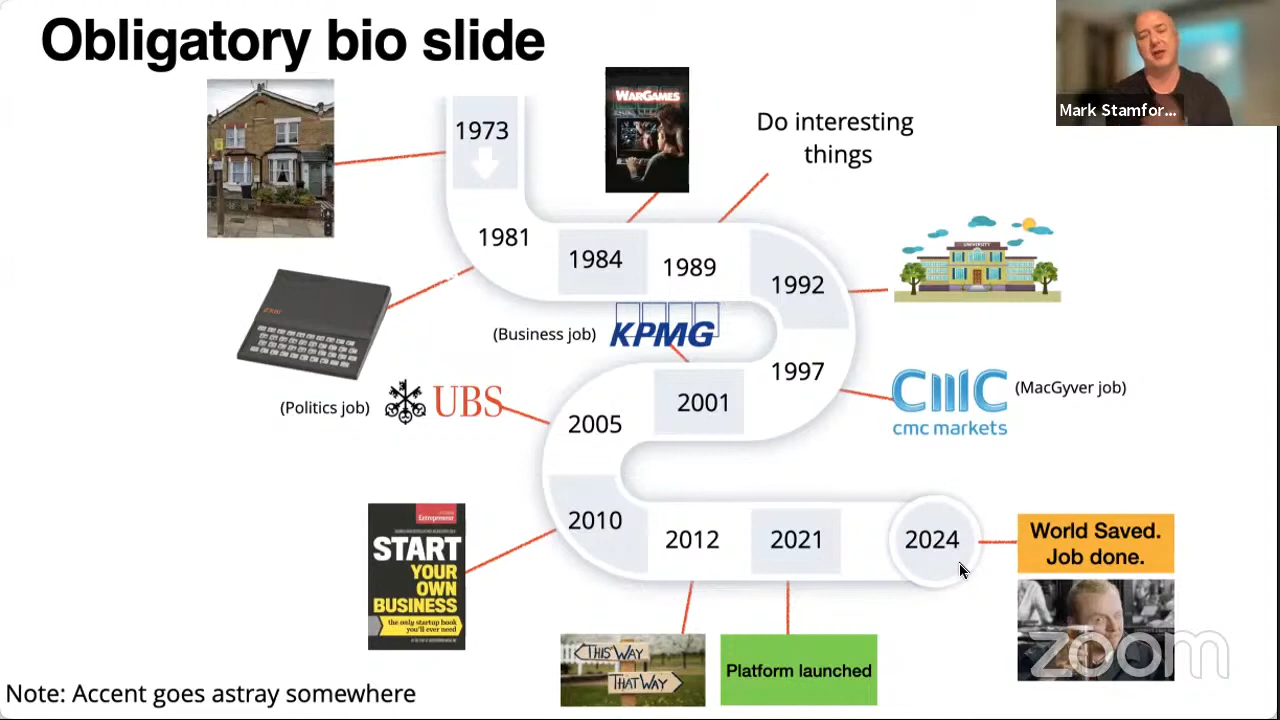 Obligatory bio slide
Mark Stamfor...
1973
WARGAMES
Do interesting
things
1981
1984
1989
1992
UNIVERSITY
(Business job)
KPMG
1997
CMC
cmc markets
(MacGyver job)
(Politics job)
UBS
2005
2001
Entrepreneur
START
YOUR
OWN
BUSINESS
the only startup book
you'll ever need
2010
2012
2021
2024
World Saved.
Job done.
THIS WAY
THAT WAY
Platform launched
zoom
Note: Accent goes astray somewhere